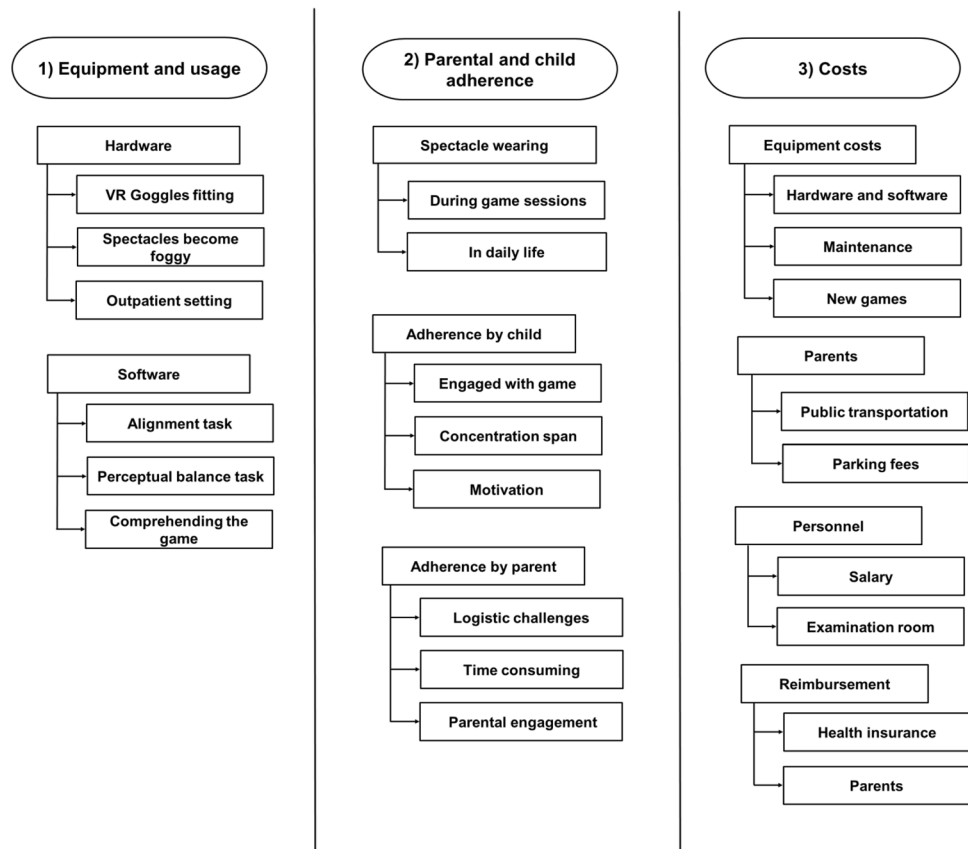 1) Equipment and usage
Hardware
VR Goggles fitting
Spectacles become
foggy
Outpatient setting
Software
Alignment task
Perceptual balance task
Comprehending the
game
2) Parental and child
adherence
Spectacle wearing
During game sessions
In daily life
Adherence by child
Engaged with game
Concentration span
Motivation
Adherence by parent
Logistic challenges
Time consuming
Parental engagement
3) Costs
Equipment costs
Hardware and software
Maintenance
New games
Parents
Public transportation
Parking fees
Personnel
Salary
Examination room
Reimbursement
Health insurance
Parents